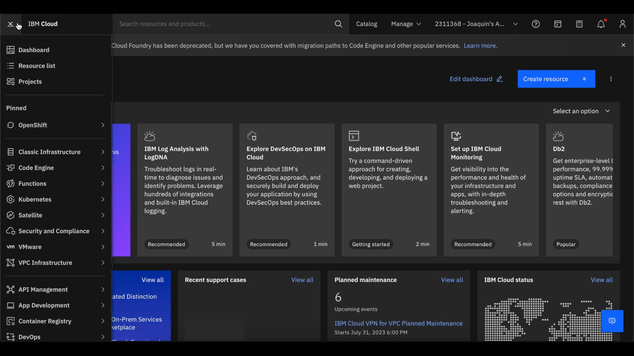 IBM Cloud
Search resources and products...
Catalog
Manage
2311368 - Joaquin's A...
Cloud Foundry has been deprecated, but we have you covered with migration paths to Code Engine and other popular services. Learn more.
Dashboard
Resource list
Projects
Pinned
OpenShift
Classic Infrastructure
Code Engine
Functions
Kubernetes
Satellite
Security and Compliance
VMware
VPC Infrastructure
API Management
App Development
Container Registry
DevOps
Edit dashboard
Create resource +
Select an option
IBM Log Analysis with
LogDNA
Troubleshoot logs in real-
time to diagnose issues and
identify problems. Leverage
hundreds of integrations
and built-in IBM Cloud
logging.
Recommended
5 min
Explore DevSecOps on IBM
Cloud
Learn about IBM's
DevSecOps approach, and
securely build and deploy
your application by using
DevSecOps best practices.
Recommended
1 min
Explore IBM Cloud Shell
Try a command-driven
approach for creating,
developing, and deploying a
web project.
Getting started
2 min
Set up IBM Cloud
Monitoring
Get visibility into the
performance and health of
your infrastructure and
apps, with in-depth
troubleshooting and
alerting.
Recommended
5 min
Db2
Get enterprise-level
performance, 99.99%
uptime SLA, automat
backups, compliance
options and encryptio
rest with Db2.
Popular
View all
ated Distinction
On-Prem Services
ketplace
Recent support cases
View all
Planned maintenance
View all
6
Upcoming events
IBM Cloud VPN for VPC Planned Maintenance
Starts July 31, 2023 6:00 PM
IBM Cloud status
View all